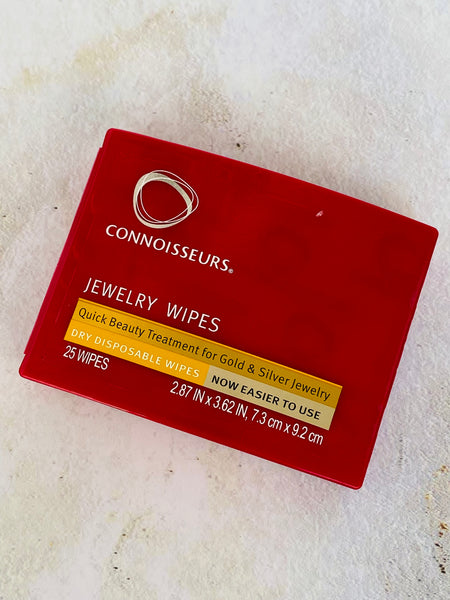 CONNOISSEURS®
JEWELRY WIPES
Quick Beauty Treatment for Gold & Silver Jewelry
DRY DISPOSABLE WIPES NOW EASIER TO USE
25 WIPES
2.87 IN x 3.62 IN, 7.3 cm x 9.2 cm